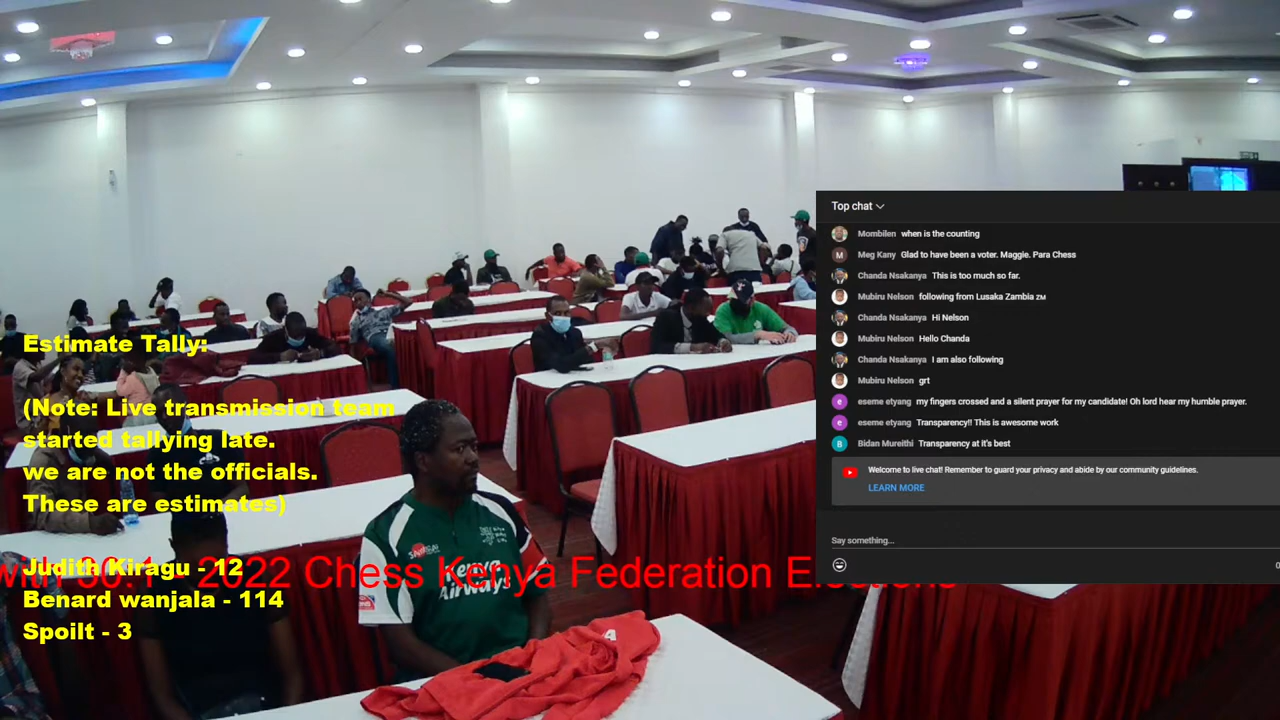 Estimate Tally:
(Note: Live transmission team
started tallying late.
we are not the officials.
These are estimates)
Judith Kiragu - 12
Benard wanjala - 114
Spoilt - 3
2022 Chess Kenya Federation Elections
Kenya
Airways
Top chat
Mombilen when is the counting
Meg Kany Glad to have been a voter. Maggie. Para Chess
Chanda Nsakanya This is too much so far.
Mubiru Nelson following from Lusaka Zambia ZM
Chanda Nsakanya Hi Nelson
Mubiru Nelson Hello Chanda
Chanda Nsakanya I am also following
Mubiru Nelson grt
eseme etyang my fingers crossed and a silent prayer for my candidate! Oh lord hear my humble prayer.
eseme etyang Transparency!! This is awesome work
Bidan Mureithi Transparency at it's best
Welcome to live chat! Remember to guard your privacy and abide by our community guidelines.
LEARN MORE
Say something...
M
e
e
B